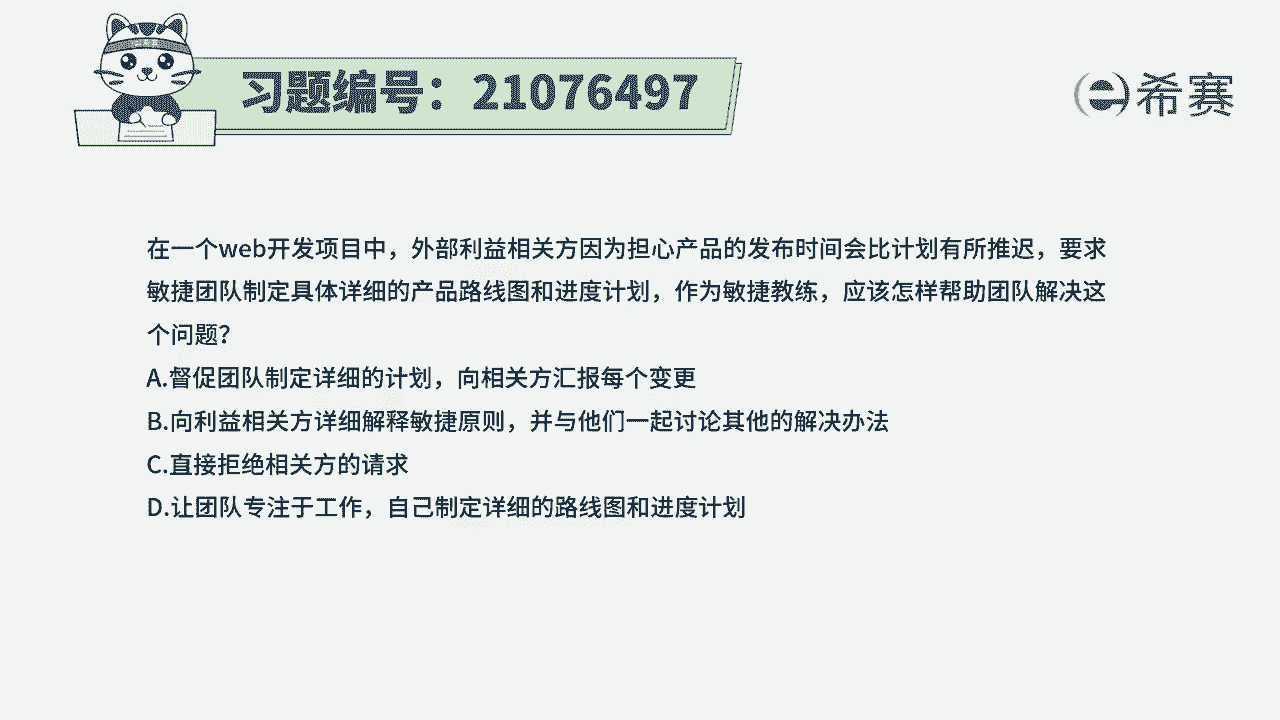 习题编号：21076497
希赛
在一个web开发项目中，外部利益相关方因为担心产品的发布时间会比计划有所推迟，要求
敏捷团队制定具体详细的产品路线图和进度计划，作为敏捷教练，应该怎样帮助团队解决这
个问题？
A.督促团队制定详细的计划，向相关方汇报每个变更
B.向利益相关方详细解释敏捷原则，并与他们一起讨论其他的解决办法
C.直接拒绝相关方的请求
D.让团队专注于工作，自己制定详细的路线图和进度计划